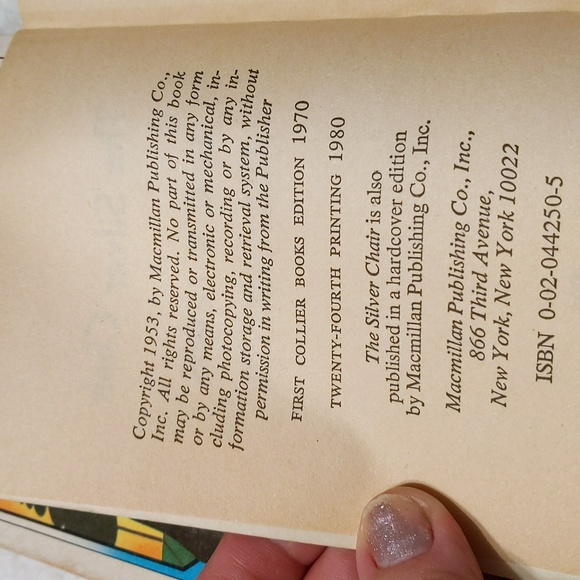 Copyright 1953, by Macmillan Publishing Co.,
Inc. All rights reserved. No part of this book
may be reproduced or transmitted in any form
or by any means, electronic or mechanical, in-
cluding photocopying, recording or by any in-
formation storage and retrieval system, without
permission in writing from the Publisher
FIRST COLLIER BOOKS EDITION 1970
TWENTY-FOURTH PRINTING 1980
The Silver Chair is also
published in a hardcover edition
by Macmillan Publishing Co., Inc.
Macmillan Publishing Co., Inc.,
866 Third Avenue,
New York, New York 10022
ISBN 0-02-044250-5